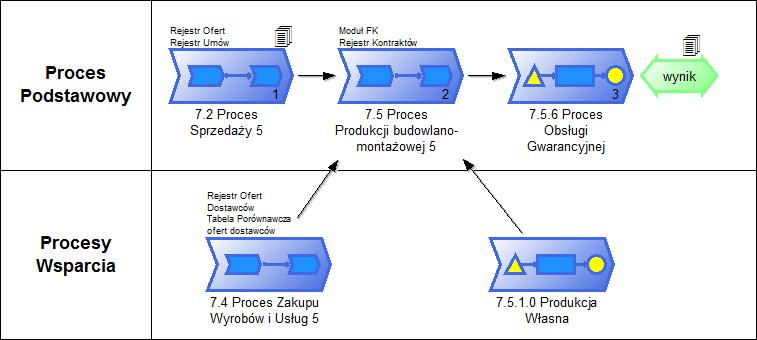 Proces
Podstawowy
Rejestr Ofert
Rejestr Umów
1
7.2 Proces
Sprzedaży 5
Moduł FK
Rejestr Kontraktów
2
7.5 Proces
Produkcji budowlano-
montażowej 5
3
7.5.6 Proces
Obsługi
Gwarancyjnej
wynik
Procesy
Wsparcia
Rejestr Ofert
Dostawców
Tabela Porównawcza
ofert dostawców
7.4 Proces Zakupu
Wyrobów i Usług 5
7.5.1.0 Produkcja
Własna